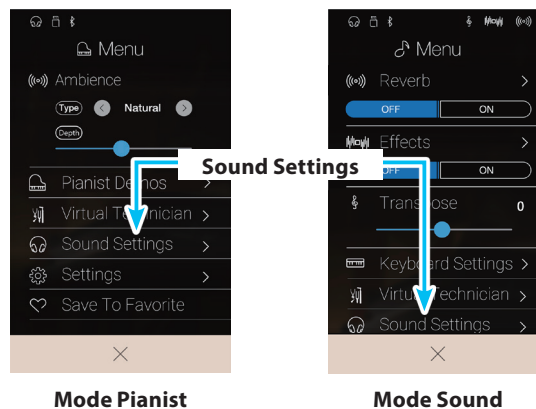 Menu
Ambience
Type Natural
Depth
Pianist Demos
Virtual Technician
Sound Settings
Settings
Save To Favorite
Mode Pianist
Sound Settings
Menu
Reverb
OFF ON
Effects
OFF ON
Transpose 0
Keyboard Settings
Virtual Technician
Sound Settings
Mode Sound